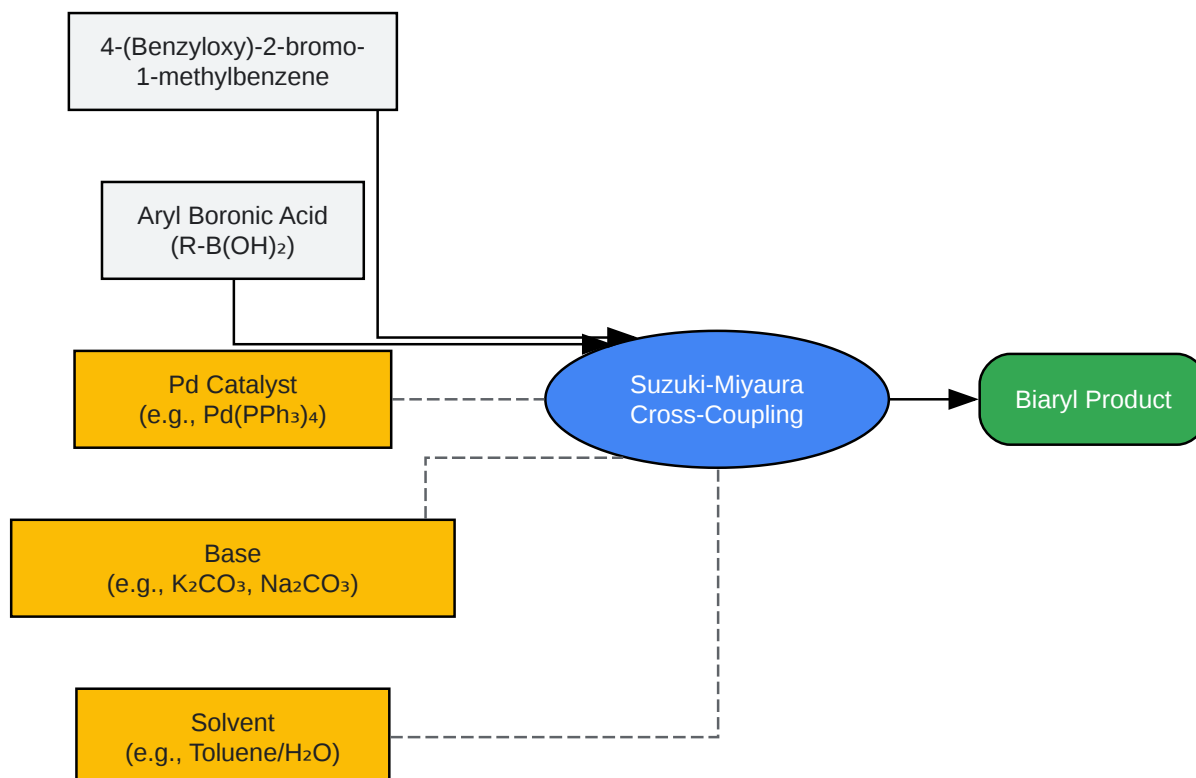 4-(Benzyloxy)-2-bromo-
1-methylbenzene
Aryl Boronic Acid
(R-B(OH)₂)
Pd Catalyst
(e.g., Pd(PPh₃)₄)
Suzuki-Miyaura
Cross-Coupling
Biaryl Product
Base
(e.g., K₂CO₃, Na₂CO₃)
Solvent
(e.g., Toluene/H₂O)